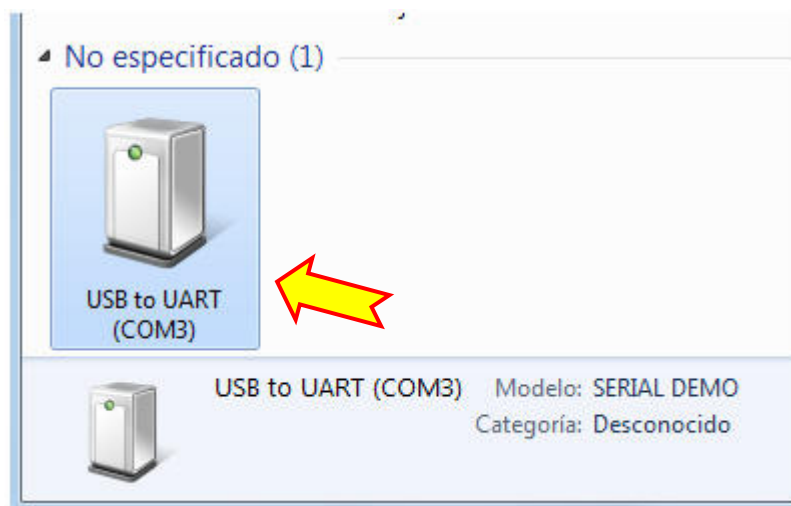 No especificado (1)
USB to UART
(COM3)
USB to UART (COM3) Modelo: SERIAL DEMO
Categoría: Desconocido